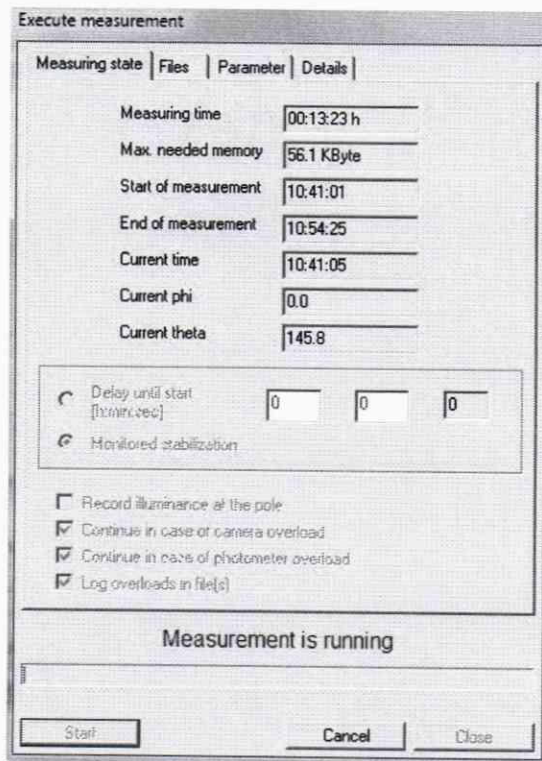 Execute measurement
Measuring state Files Parameter Details
Measuring time 00:13:23 h
Max. needed memory 56.1 KByte
Start of measurement 10:41:01
End of measurement 10:54:25
Current time 10:41:05
Current phi 0.0
Current theta 145.8
Delay until start 0 0 0
[h:min:sec]
Monitored stabilization
Record illuminance at the pole
Continue in case of camera overload
Continue in case of photometer overload
Log overloads in file(s)
Measurement is running
Start Cancel Close